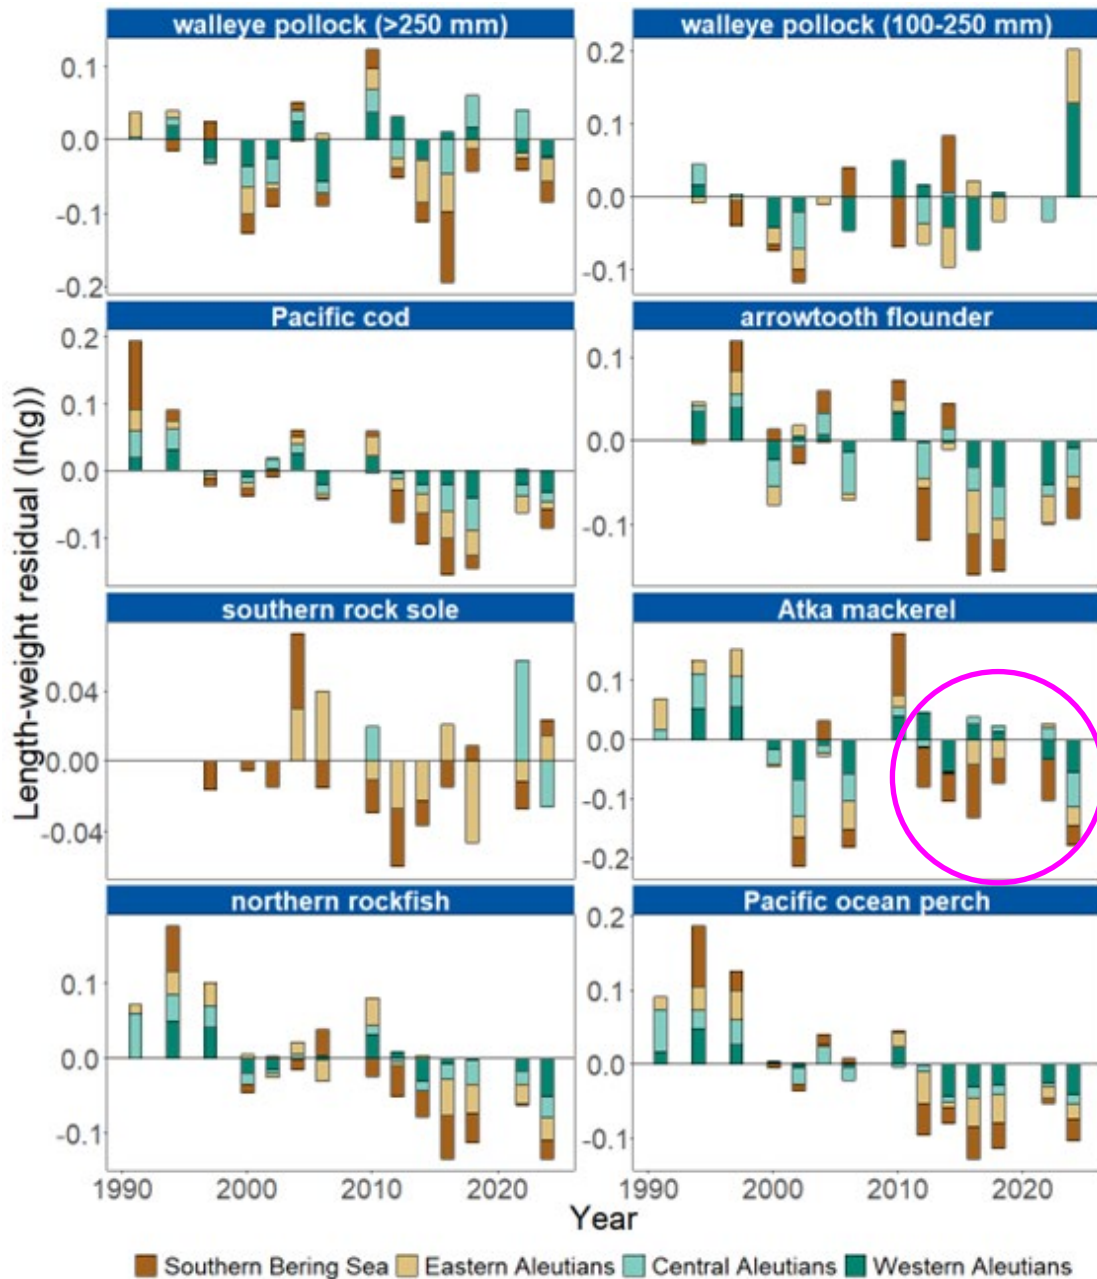 walleye pollock (>250 mm)
walleye pollock (100-250 mm)
0.1
0.0
-0.1
-0.2
0.2
0.1
0.0
-0.1
Pacific cod
arrowtooth flounder
0.2
0.1
0.0
-0.1
0.1
0.0
-0.1
southern rock sole
Atka mackerel
0.04
0.00
-0.04
0.1
0.0
-0.1
-0.2
northern rockfish
Pacific ocean perch
0.1
0.0
-0.1
0.2
0.1
0.0
-0.1
Length-weight residual (ln(g))
1990 2000 2010 2020
1990 2000 2010 2020
Year
Southern Bering Sea Eastern Aleutians Central Aleutians Western Aleutians